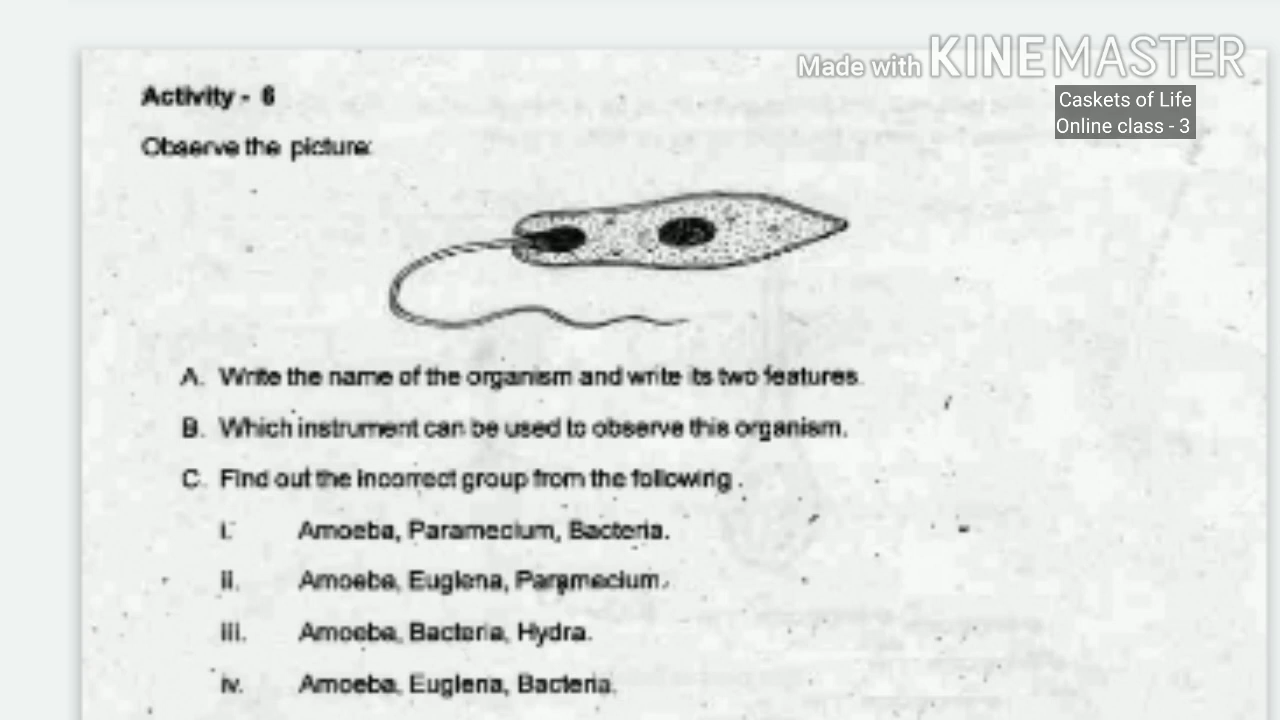 Made with KINEMASTER
Caskets of Life
Online class - 3
Activity - 6
Observe the picture:
A. Write the name of the organism and write its two features.
B. Which instrument can be used to observe this organism.
C. Find out the incorrect group from the following .
i. Amoeba, Paramecium, Bacteria.
ii. Amoeba, Euglena, Paramecium.
iii. Amoeba, Bacteria, Hydra.
iv. Amoeba, Euglena, Bacteria.